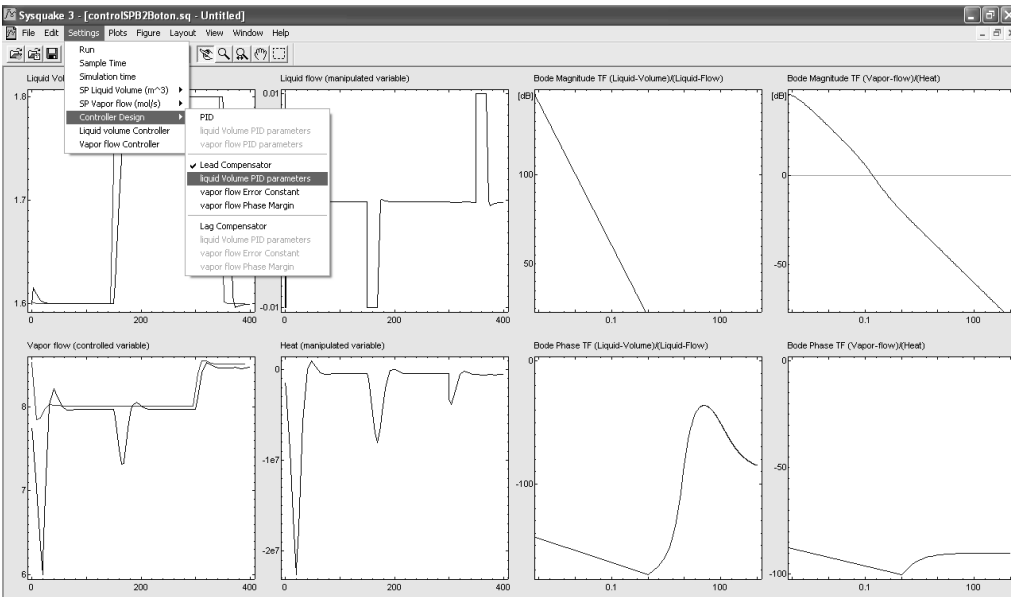 Sysquake 3 - [controlSPB2Boton.sq - Untitled]
File Edit Settings Plots Figure Layout View Window Help
Run
Sample Time
Simulation time
SP Liquid Volume (m^3)
SP Vapor flow (mol/s)
Controller Design
Liquid volume Controller
Vapor flow Controller
PID
liquid Volume PID parameters
vapor flow PID parameters
Lead Compensator
liquid Volume PID parameters
vapor flow Error Constant
vapor flow Phase Margin
Lag Compensator
liquid Volume PID parameters
vapor flow Error Constant
vapor flow Phase Margin
Liquid Vol
1.8
1.7
1.6
0 200 400
Liquid flow (manipulated variable)
0.01
-0.01
0 200 400
Bode Magnitude TF (Liquid-Volume)/(Liquid-Flow)
[dB]
100
50
0.1 100
Bode Magnitude TF (Vapor-flow)/(Heat)
[dB]
0
-50
0.1 100
Vapor flow (controlled variable)
8
7
6
0 200 400
Heat (manipulated variable)
0
-1e7
-2e7
0 200 400
Bode Phase TF (Liquid-Volume)/(Liquid-Flow)
0
-100
0.1 100
Bode Phase TF (Vapor-flow)/(Heat)
0
-50
-100
0.1 100